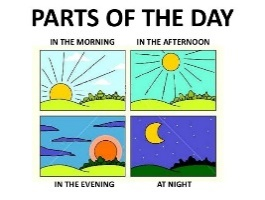 PARTS OF THE DAY
IN THE MORNING
IN THE AFTERNOON
IN THE EVENING
AT NIGHT